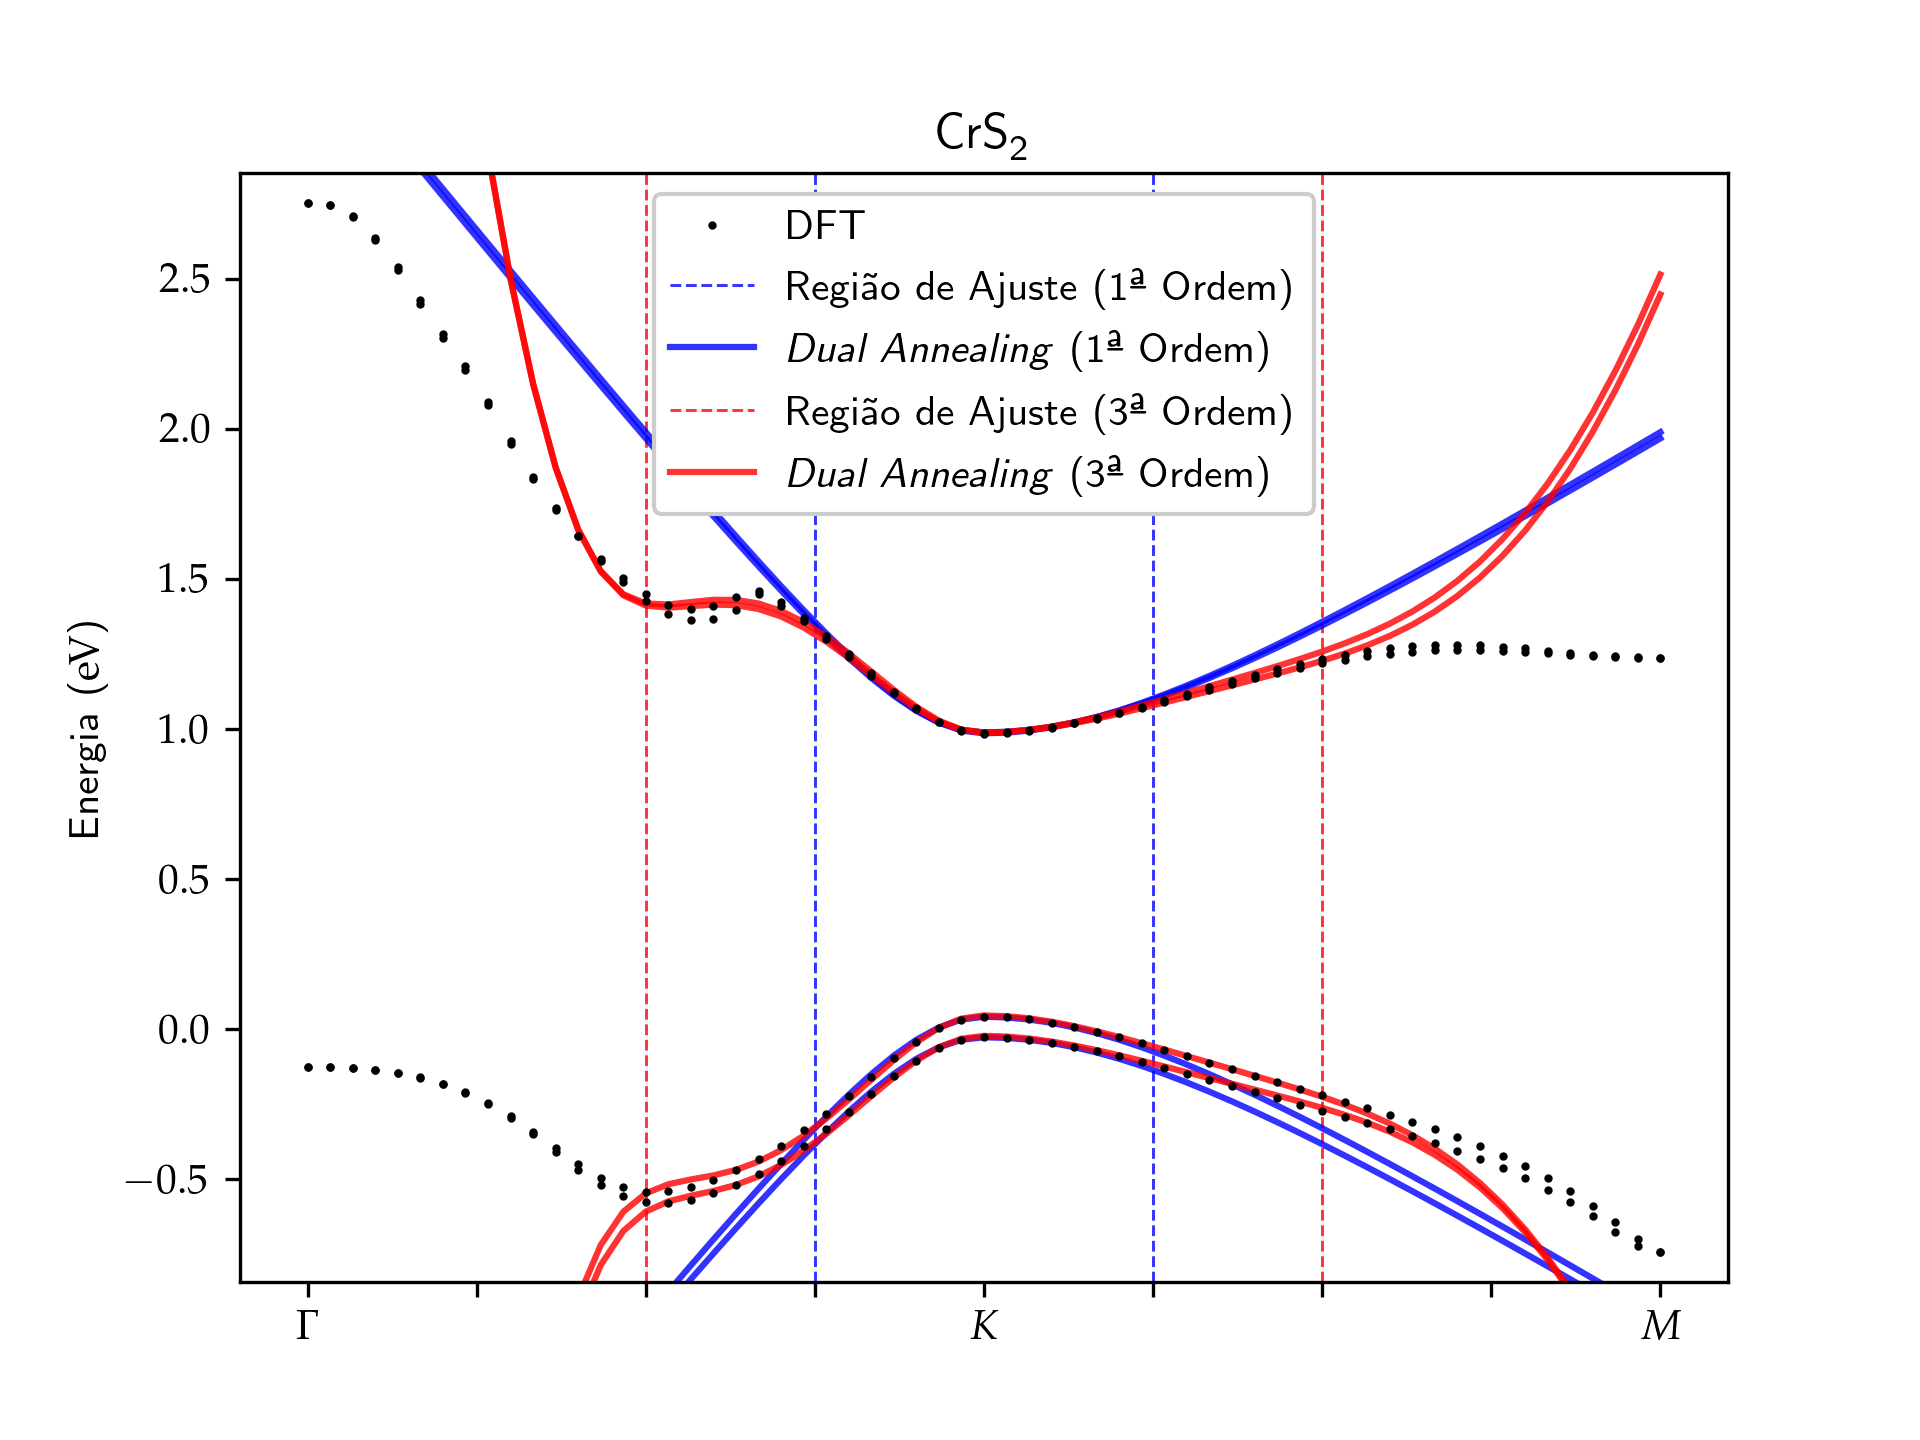 CrS₂
DFT
Região de Ajuste (1ª Ordem)
Dual Annealing (1ª Ordem)
Região de Ajuste (3ª Ordem)
Dual Annealing (3ª Ordem)
Energia (eV)
2.5
2.0
1.5
1.0
0.5
0.0
−0.5
Γ K M